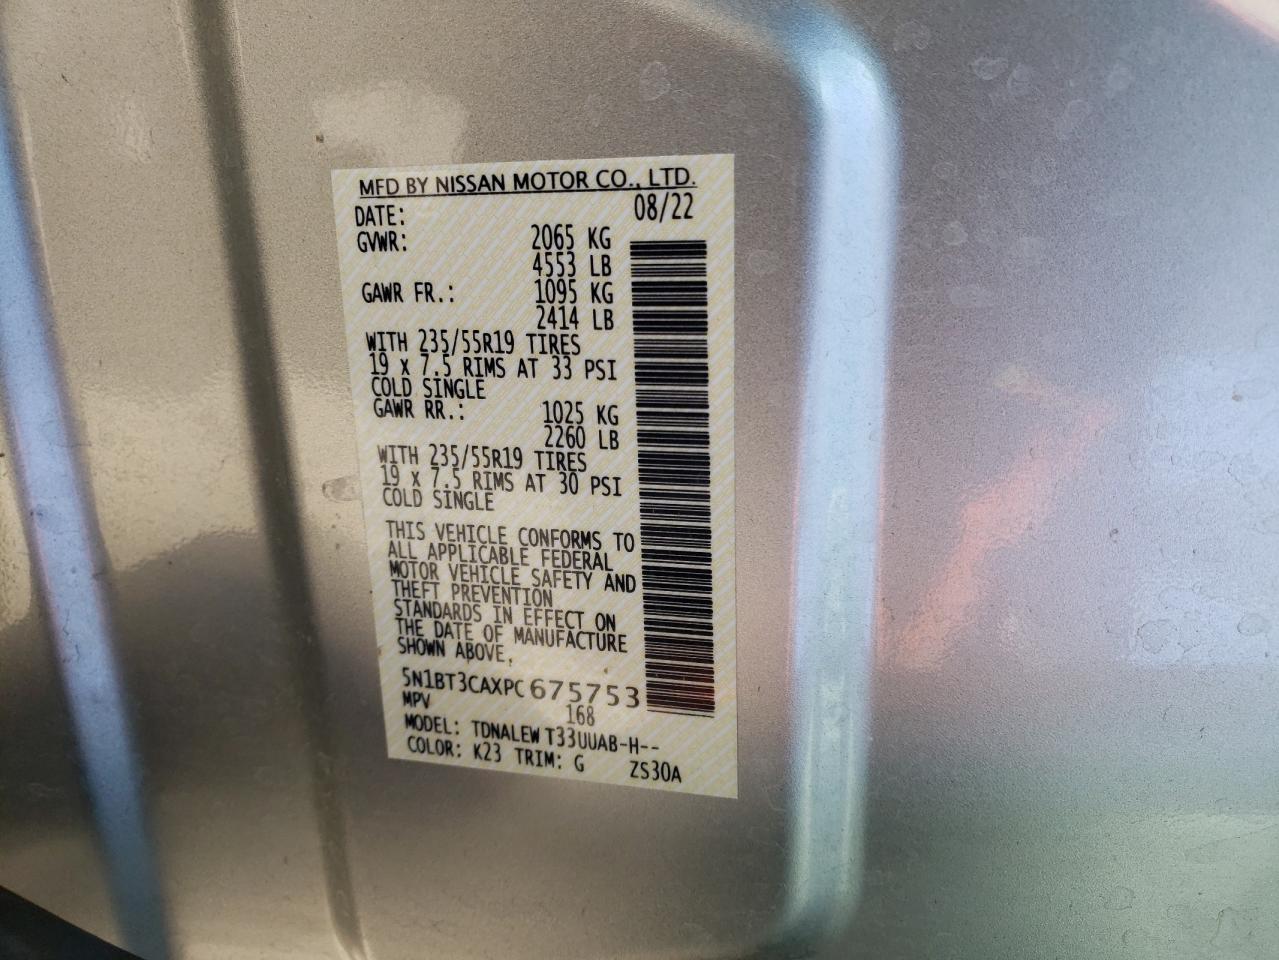 MFD BY NISSAN MOTOR CO., LTD.
DATE: 08/22
GVWR: 2065 KG
4553 LB
GAWR FR.: 1095 KG
2414 LB
WITH 235/55R19 TIRES
19 X 7.5 RIMS AT 33 PSI
COLD SINGLE
GAWR RR.: 1025 KG
2260 LB
WITH 235/55R19 TIRES
19 X 7.5 RIMS AT 30 PSI
COLD SINGLE
THIS VEHICLE CONFORMS TO
ALL APPLICABLE FEDERAL
MOTOR VEHICLE SAFETY AND
THEFT PREVENTION
STANDARDS IN EFFECT ON
THE DATE OF MANUFACTURE
SHOWN ABOVE.
5N1BT3CAXPC675753
MPV 168
MODEL: TDNALEW T33UUAB-H--
COLOR: K23 TRIM: G ZS30A